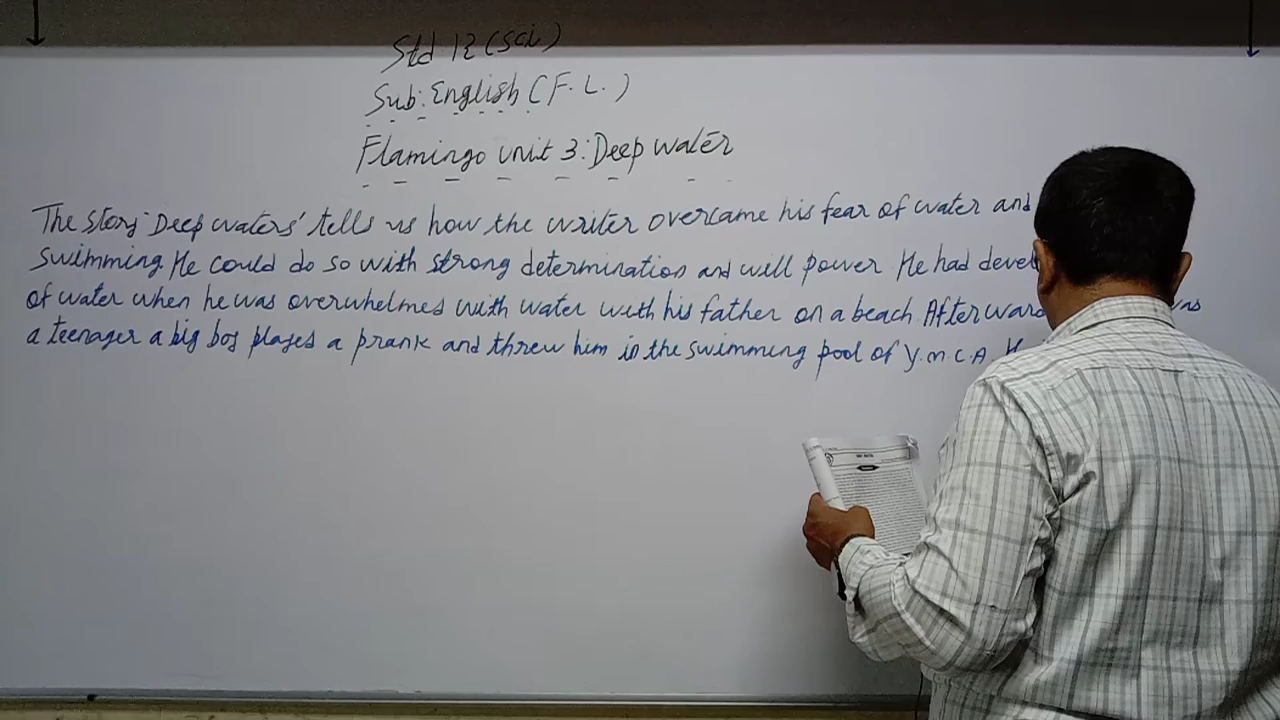 Std 12 (Sci.)
Sub: English (F. L.)
Flamingo unit 3: Deep water
The story 'Deep waters' tells us how the writer overcame his fear of water and
swimming. He could do so with strong determination and will power He had
of water when he was overwhelmed with water with his father on a beach. Afterward
a teenager a big boy played a prank and threw him in the swimming pool of Y.M.C.A.